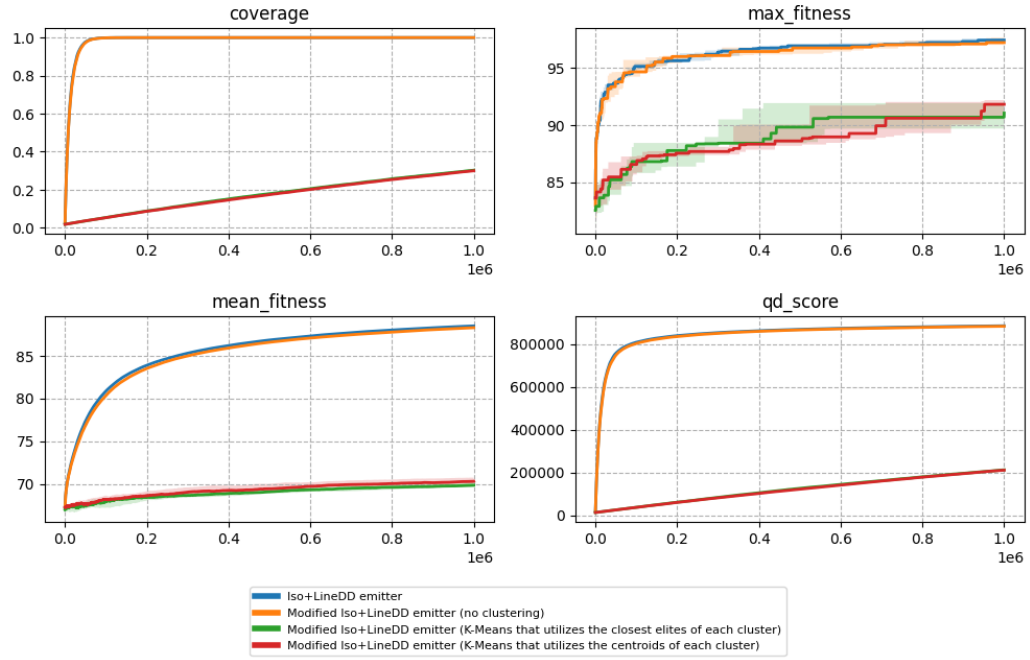 coverage
1.0
0.8
0.6
0.4
0.2
0.0
0.0 0.2 0.4 0.6 0.8 1.0
1e6
max_fitness
95
90
85
0.0 0.2 0.4 0.6 0.8 1.0
1e6
mean_fitness
85
80
75
70
0.0 0.2 0.4 0.6 0.8 1.0
1e6
qd_score
800000
600000
400000
200000
0
0.0 0.2 0.4 0.6 0.8 1.0
1e6
Iso+LineDD emitter
Modified Iso+LineDD emitter (no clustering)
Modified Iso+LineDD emitter (K-Means that utilizes the closest elites of each cluster)
Modified Iso+LineDD emitter (K-Means that utilizes the centroids of each cluster)